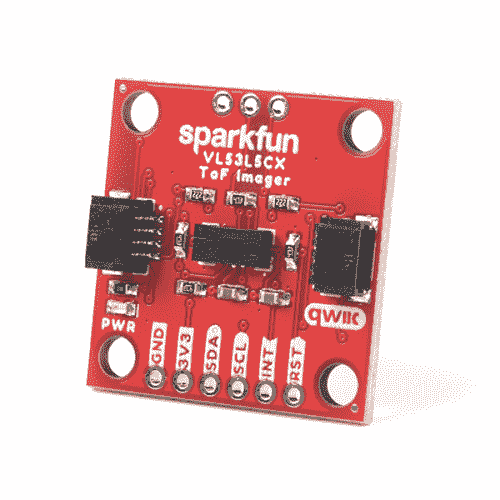 sparkfun
VL53L5CX
ToF Imager
PWR
qwiic
GND
3V3
SDA
SCL
INT
RST